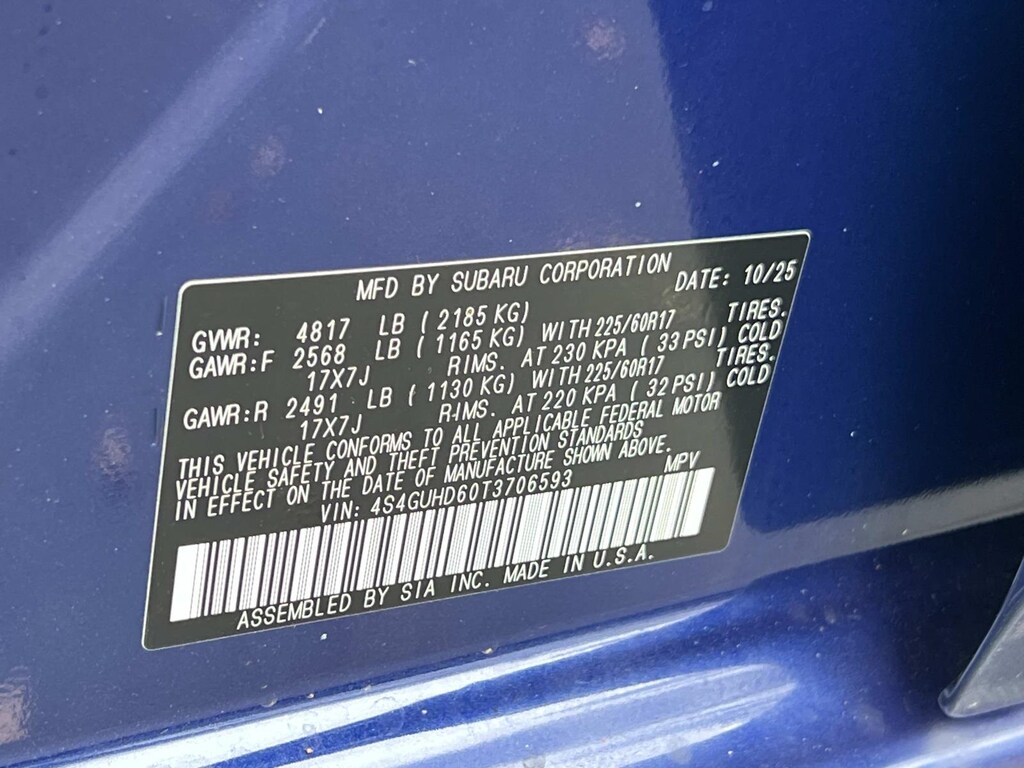 MFD BY SUBARU CORPORATION DATE: 10/25
GVWR: 4817 LB ( 2185 KG)
GAWR:F 2568 LB ( 1165 KG) WITH 225/60R17 TIRES.
17X7J RIMS. AT 230 KPA ( 33 PSI) COLD
GAWR:R 2491 LB ( 1130 KG) WITH 225/60R17 TIRES.
17X7J RIMS. AT 220 KPA ( 32 PSI) COLD
THIS VEHICLE CONFORMS TO ALL APPLICABLE FEDERAL MOTOR
VEHICLE SAFETY AND THEFT PREVENTION STANDARDS
IN EFFECT ON THE DATE OF MANUFACTURE SHOWN ABOVE.
VIN: 4S4GUHD60T3706593 MPV
ASSEMBLED BY SIA INC. MADE IN U.S.A.